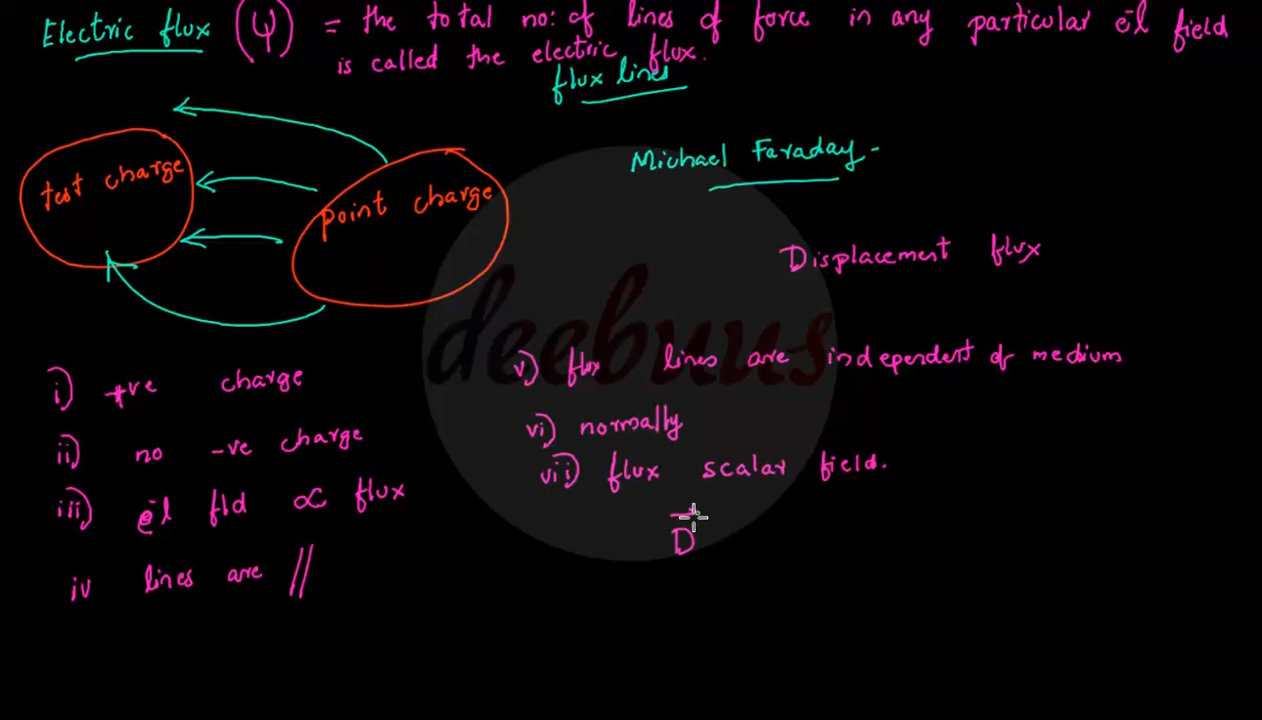 Electric flux (ψ) = the total no: of lines of force in any particular ēl field
is called the electric flux.
flux lines
test charge
point charge
Michael Faraday -
Displacement flux
deebuus
i) +ve charge
ii) no -ve charge
iii) ēl fld ∝ flux
iv lines are //
v) flux lines are independent of medium
vi) normally
vii) flux scalar field.
D